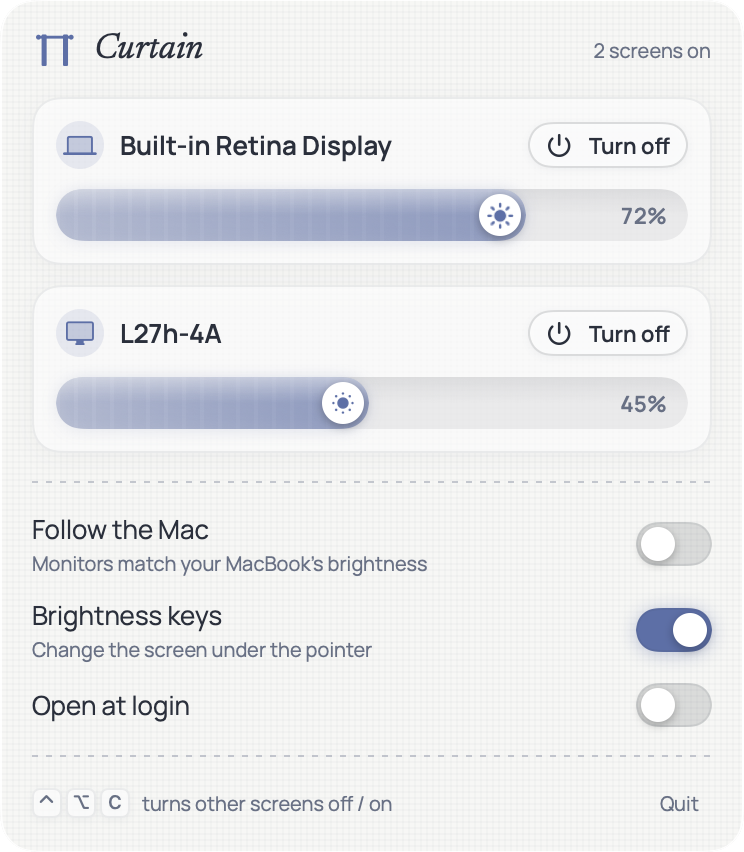 Curtain
2 screens on
Built-in Retina Display
Turn off
72%
L27h-4A
Turn off
45%
Follow the Mac
Monitors match your MacBook’s brightness
Brightness keys
Change the screen under the pointer
Open at login
⌃ ⌥ C turns other screens off / on
Quit